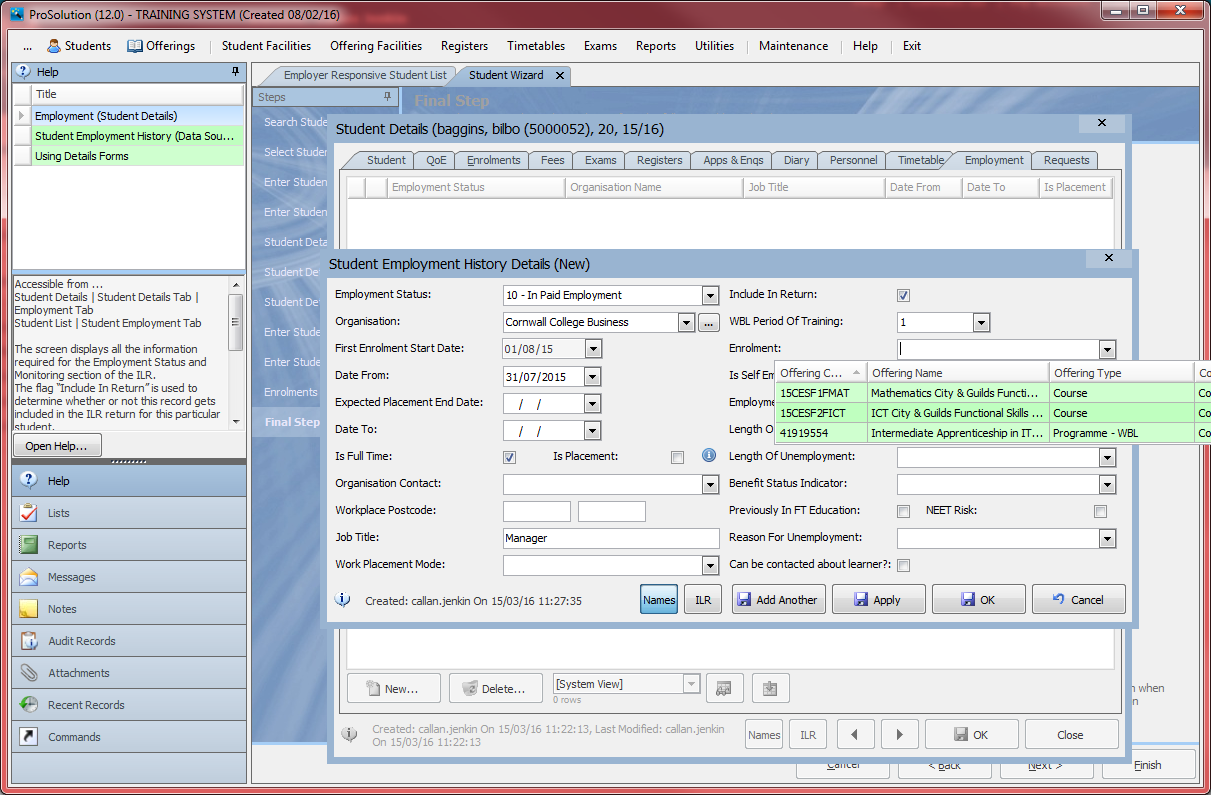 ProSolution (12.0) - TRAINING SYSTEM (Created 08/02/16)
... Students Offerings Student Facilities Offering Facilities Registers Timetables Exams Reports Utilities Maintenance Help Exit
Help
Title
Employment (Student Details)
Student Employment History (Data Sou...
Using Details Forms
Accessible from ...
Student Details | Student Details Tab |
Employment Tab
Student List | Student Employment Tab
The screen displays all the information
required for the Employment Status and
Monitoring section of the ILR.
The flag "Include In Return" is used to
determine whether or not this record gets
included in the ILR return for this particular
student.
Open Help...
Help
Lists
Reports
Messages
Notes
Audit Records
Attachments
Recent Records
Commands
Employer Responsive Student List Student Wizard
Steps
Final Step
Search Stude
Select Studen
Enter Studen
Enter Studen
Student Deta
Student Det
Student Det
Enter Stude
Enter Stude
Enrolments
Final Step
Student Details (baggins, bilbo (5000052), 20, 15/16)
Student QoE Enrolments Fees Exams Registers Apps & Enqs Diary Personnel Timetable Employment Requests
Employment Status Organisation Name Job Title Date From Date To Is Placement
Student Employment History Details (New)
Employment Status: 10 - In Paid Employment Include In Return:
Organisation: Cornwall College Business ... WBL Period Of Training: 1
First Enrolment Start Date: 01/08/15 Enrolment:
Date From: 31/07/2015 Is Self Em
Expected Placement End Date: / / Employme
Date To: / / Length O
Offering C... Offering Name Offering Type Co
15CESF1FMAT Mathematics City & Guilds Functi... Course Co
15CESF2FICT ICT City & Guilds Functional Skills ... Course Co
41919554 Intermediate Apprenticeship in IT... Programme - WBL Co
Is Full Time: Is Placement: Length Of Unemployment:
Organisation Contact: Benefit Status Indicator:
Workplace Postcode: Previously In FT Education: NEET Risk:
Job Title: Manager Reason For Unemployment:
Work Placement Mode: Can be contacted about learner?:
Created: callan.jenkin On 15/03/16 11:27:35 Names ILR Add Another Apply OK Cancel
New... Delete... [System View]
0 rows
n when
n
Created: callan.jenkin On 15/03/16 11:22:13, Last Modified: callan.jenkin
On 15/03/16 11:22:13
Names ILR OK Close
Cancel < Back Next > Finish